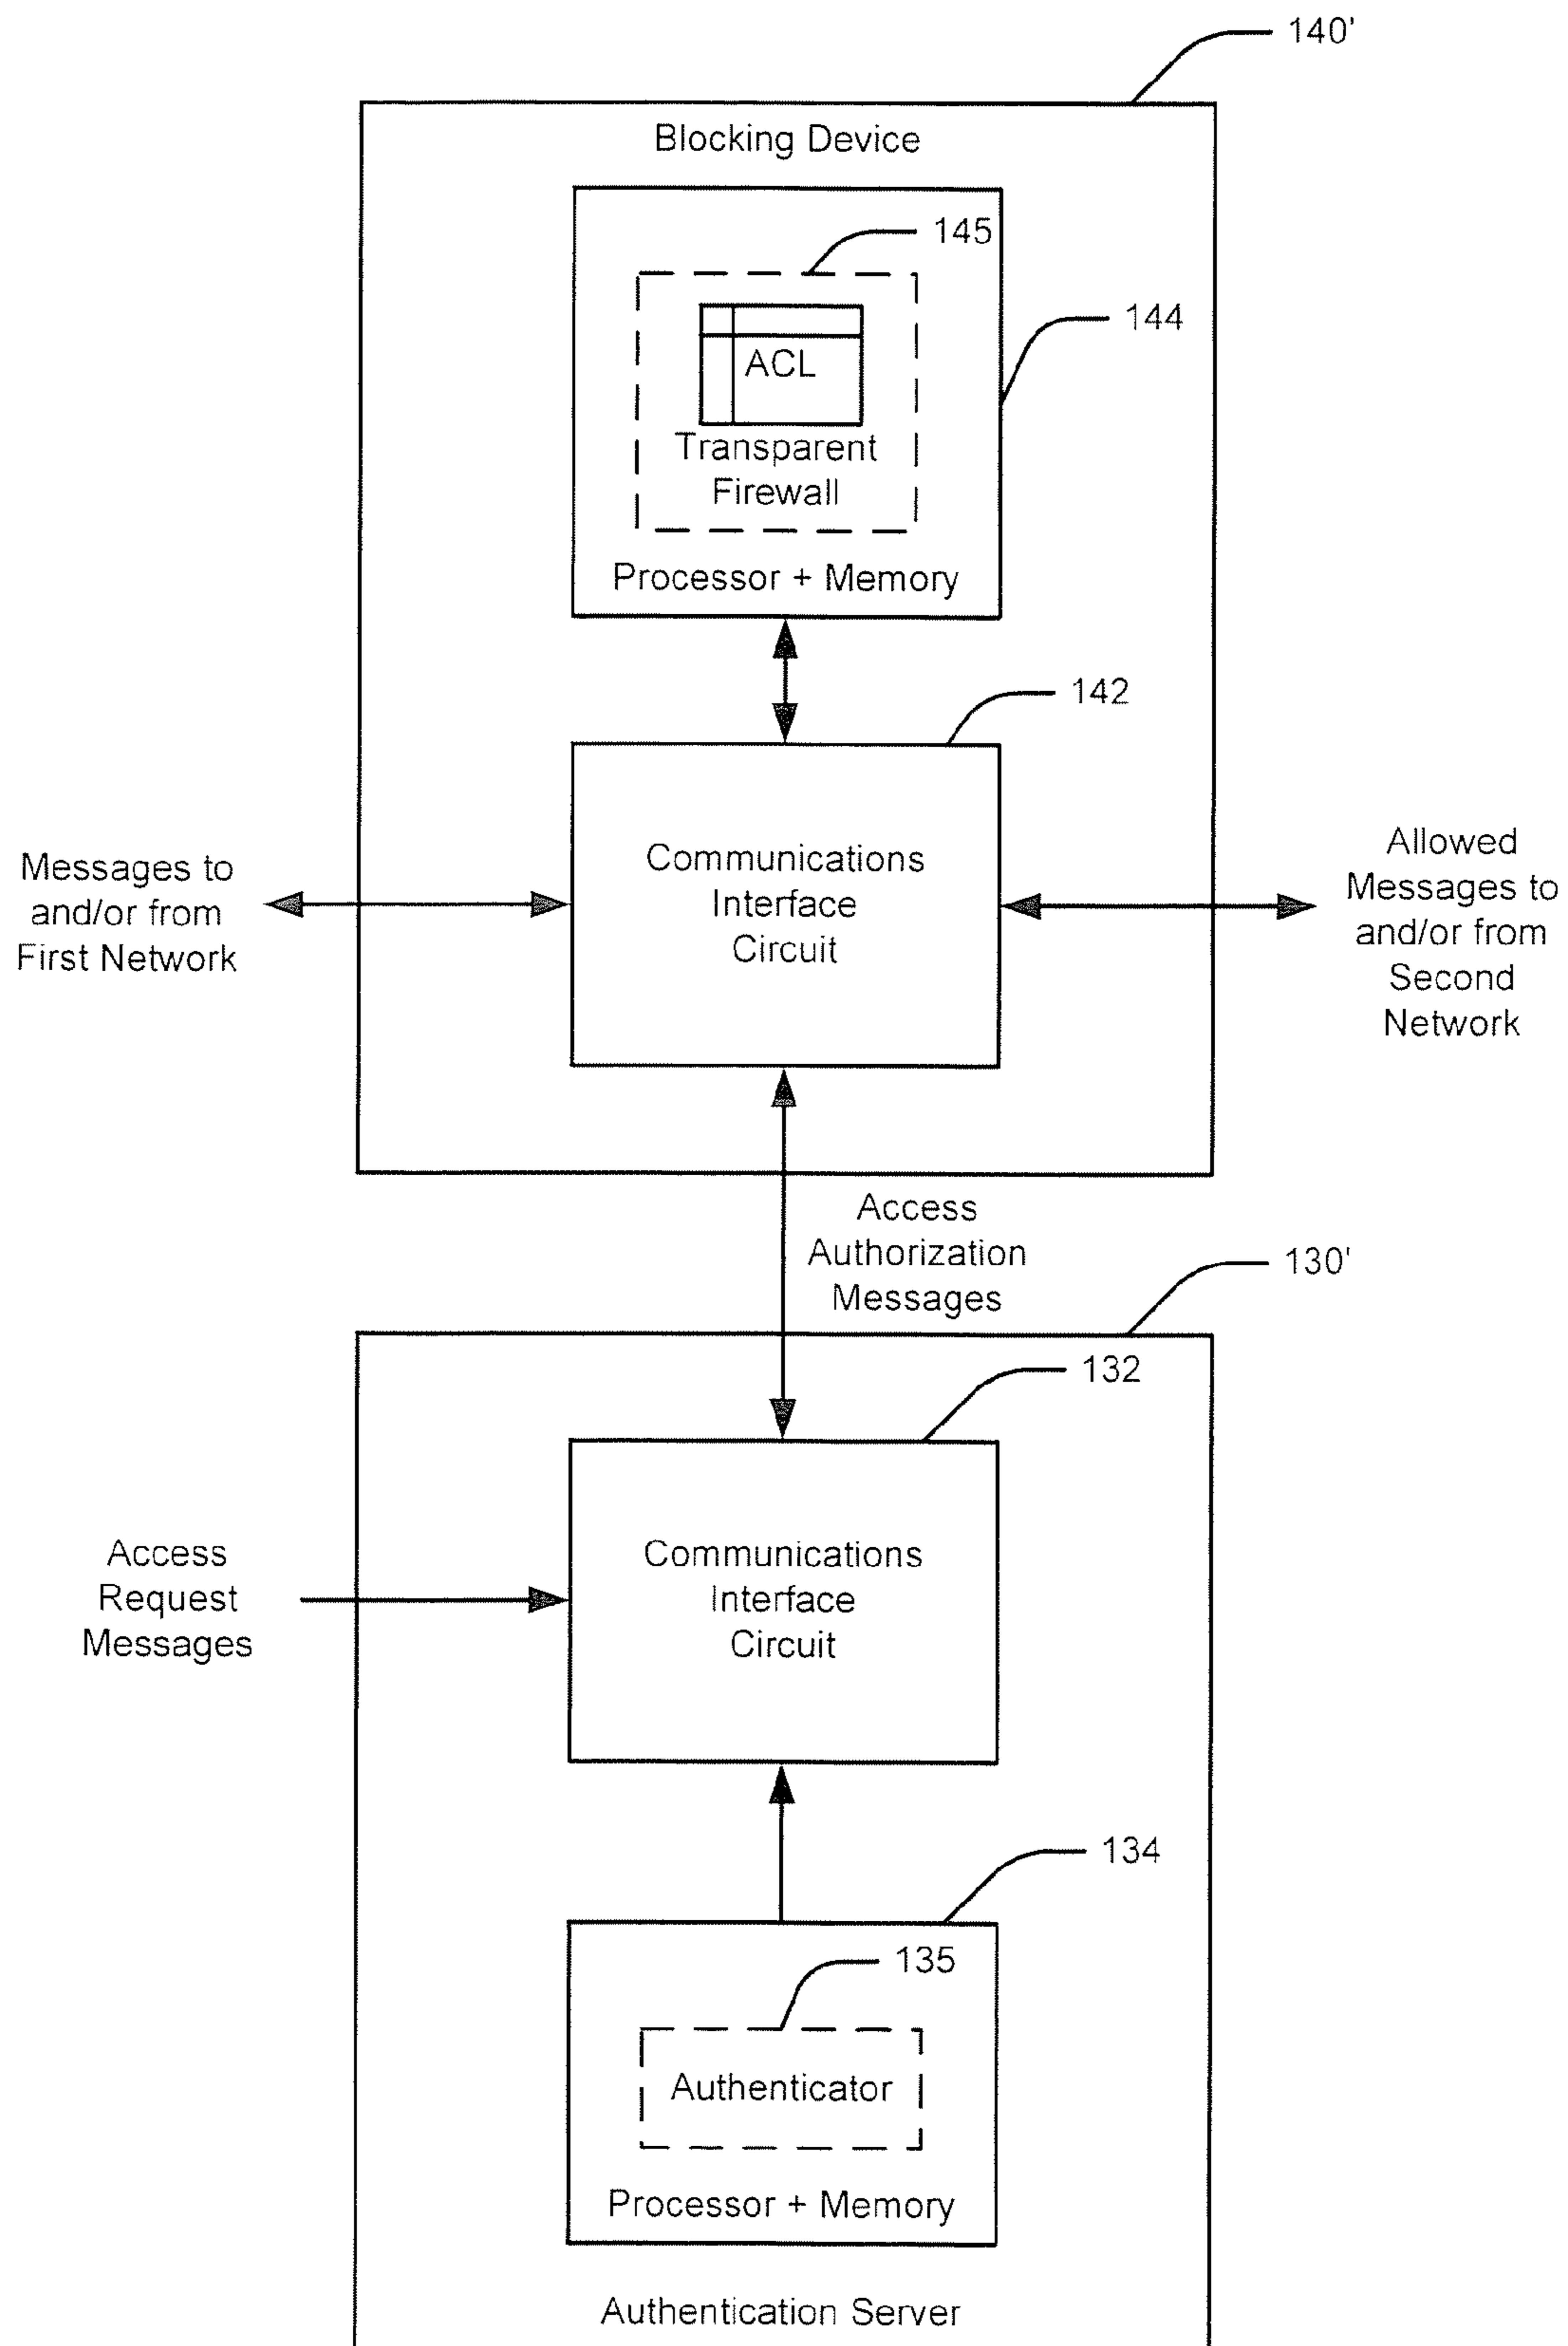 140'
Blocking Device
145
144
ACL
Transparent
Firewall
Processor + Memory
142
Messages to
and/or from
First Network
Communications
Interface
Circuit
Allowed
Messages to
and/or from
Second
Network
Access
Authorization
Messages
130'
132
Access
Request
Messages
Communications
Interface
Circuit
134
135
Authenticator
Processor + Memory
Authentication Server